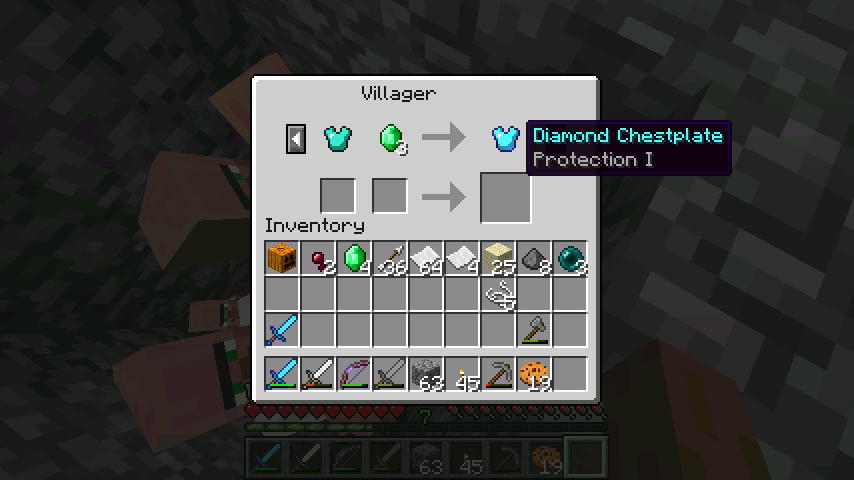 Villager
3
Diamond Chestplate
Protection I
Inventory
2 4 36 64 4 25 8 3
63 45 19
7
63 45 19